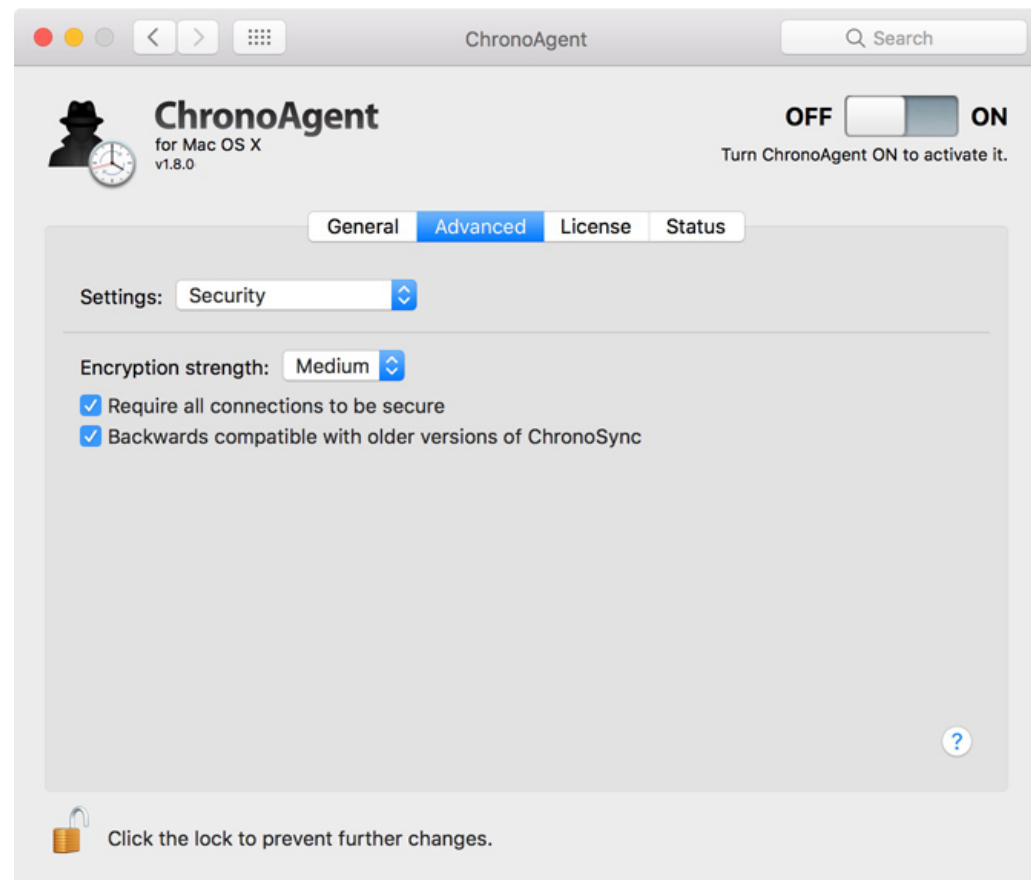 ChronoAgent
Search
ChronoAgent
for Mac OS X
v1.8.0
OFF ON
Turn ChronoAgent ON to activate it.
General Advanced License Status
Settings: Security
Encryption strength: Medium
Require all connections to be secure
Backwards compatible with older versions of ChronoSync
?
Click the lock to prevent further changes.